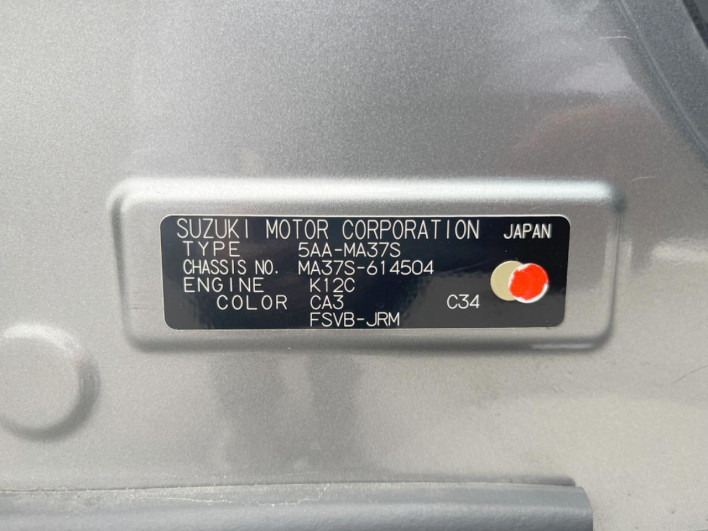 SUZUKI MOTOR CORPORATION JAPAN
TYPE 5AA-MA37S
CHASSIS NO. MA37S-614504
ENGINE K12C
COLOR CA3 C34
FSVB-JRM